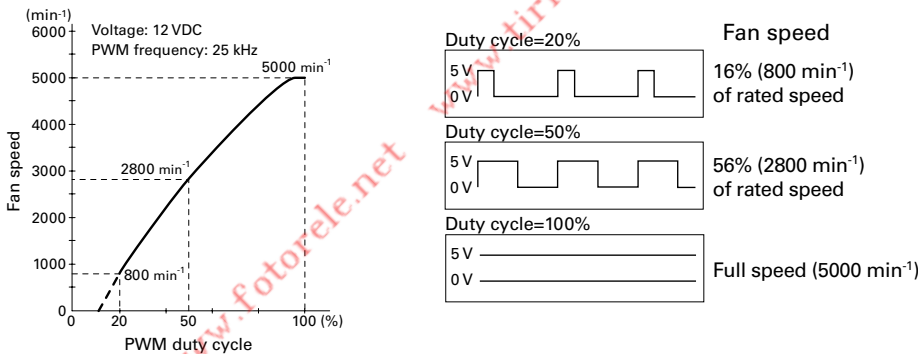 (min-1)
6000
Voltage: 12 VDC
PWM frequency: 25 kHz
5000
5000 min-1
4000
3000
2800 min-1
2000
1000
800 min-1
0
0 20 50 100 (%)
Fan speed
PWM duty cycle
Fan speed
Duty cycle=20%
5 V
0 V
16% (800 min-1)
of rated speed
Duty cycle=50%
5 V
0 V
56% (2800 min-1)
of rated speed
Duty cycle=100%
5 V
0 V
Full speed (5000 min-1)
www.fotorele.net
www.tir